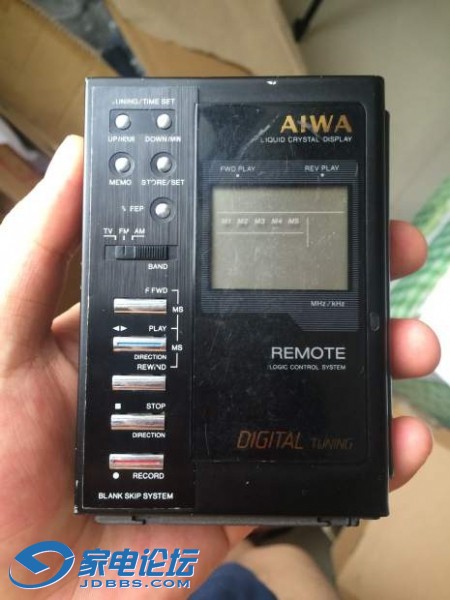 TUNING/TIME SET
UP/HOUR DOWN/MIN
MEMO STORE/SET
TV FM AM
BAND
F FWD
MS
PLAY
MS
DIRECTION
REWIND
STOP
DIRECTION
RECORD
BLANK SKIP SYSTEM
AIWA
LIQUID CRYSTAL DISPLAY
FWD PLAY REV PLAY
M1 M2 M3 M4 M5
MHz/kHz
REMOTE
LOGIC CONTROL SYSTEM
DIGITAL TUNING
家电论坛
JDBBS.COM